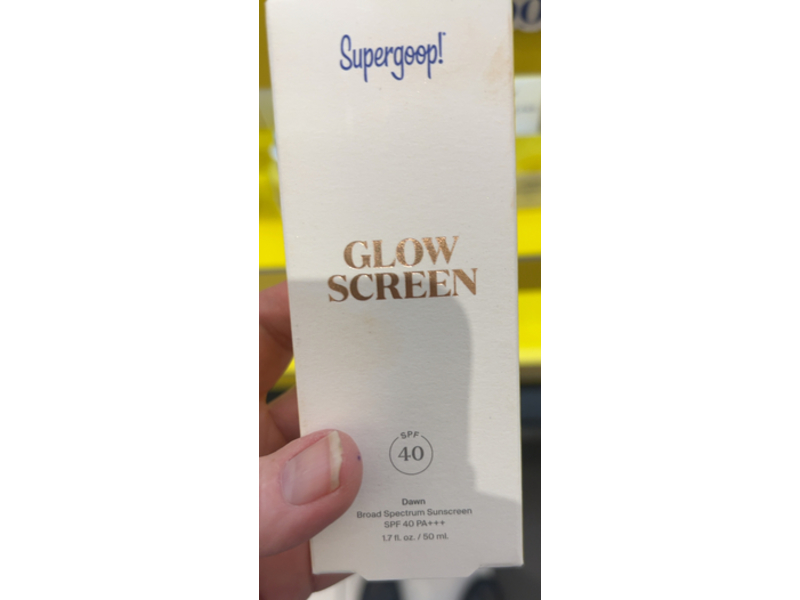 Supergoop!
GLOW
SCREEN
SPF
40
Dawn
Broad Spectrum Sunscreen
SPF 40 PA+++
1.7 fl. oz. / 50 ml.